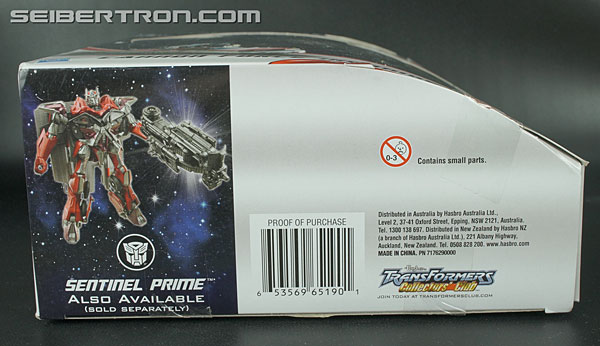 SEIBERTRON.COM
0-3
Contains small parts.
PROOF OF PURCHASE
6 53569 65190 1
Distributed in Australia by Hasbro Australia Ltd.,
Level 2, 37-41 Oxford Street, Epping, NSW 2121, Australia.
Tel. 1300 138 697. Distributed in New Zealand by Hasbro NZ
(a branch of Hasbro Australia Ltd.), 221 Albany Highway,
Auckland, New Zealand. Tel. 0508 828 200. www.hasbro.com
MADE IN CHINA. PN 7176290000
TRANSFORMERS
Collectors' Club
JOIN TODAY AT TRANSFORMERSCLUB.COM
SENTINEL PRIME™
ALSO AVAILABLE
(SOLD SEPARATELY)